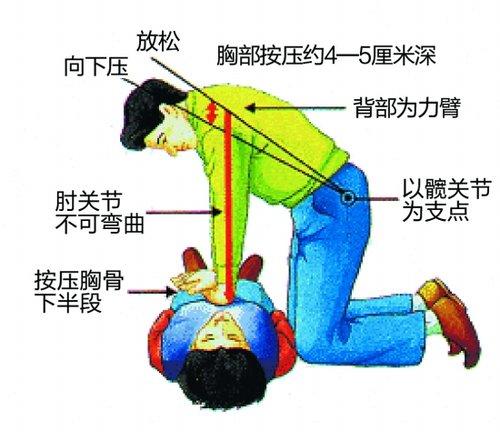 放松
胸部按压约4—5厘米深
向下压
背部为力臂
以髋关节
为支点
肘关节
不可弯曲
按压胸骨
下半段